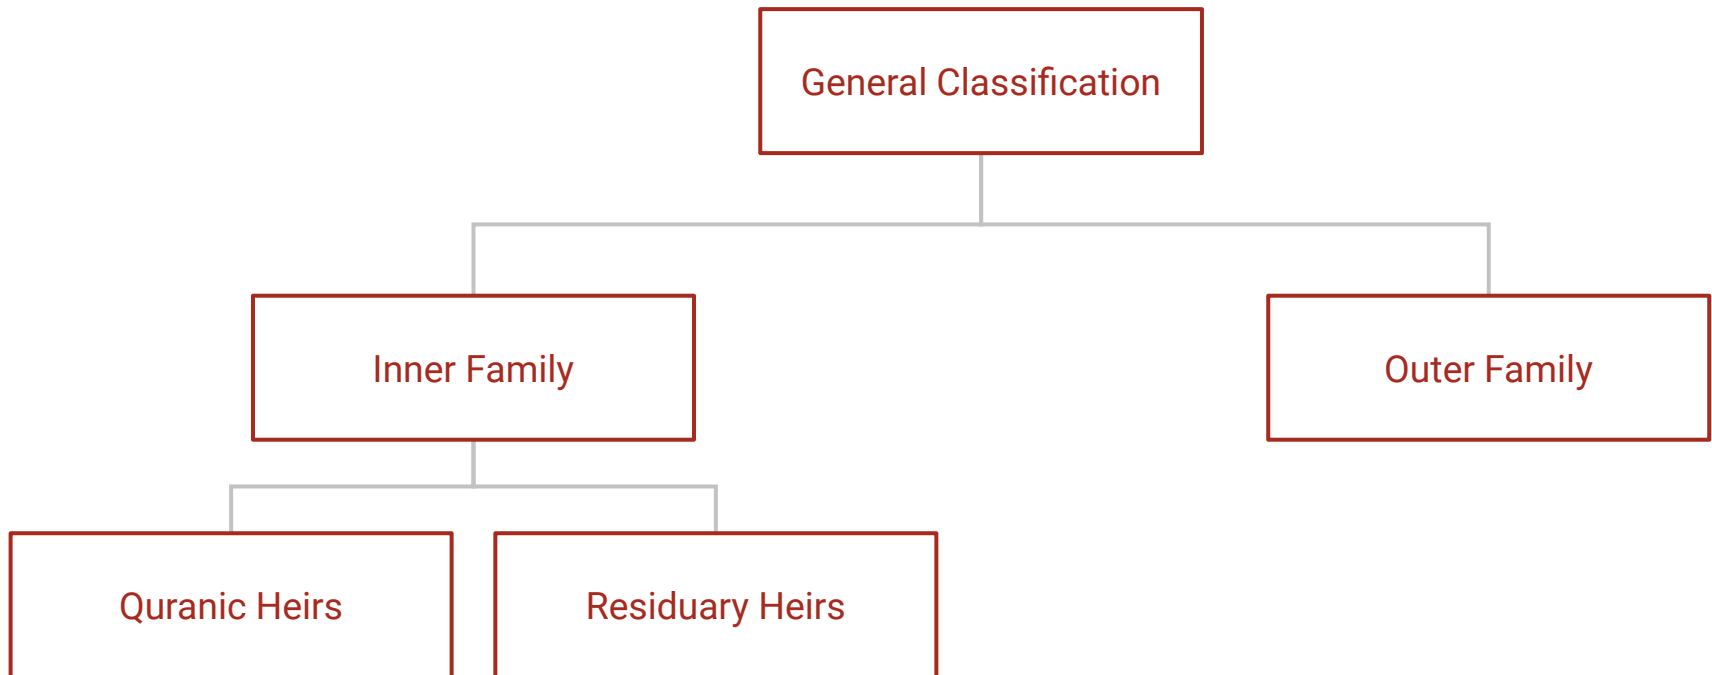 General Classification
Inner Family
Outer Family
Quranic Heirs
Residuary Heirs